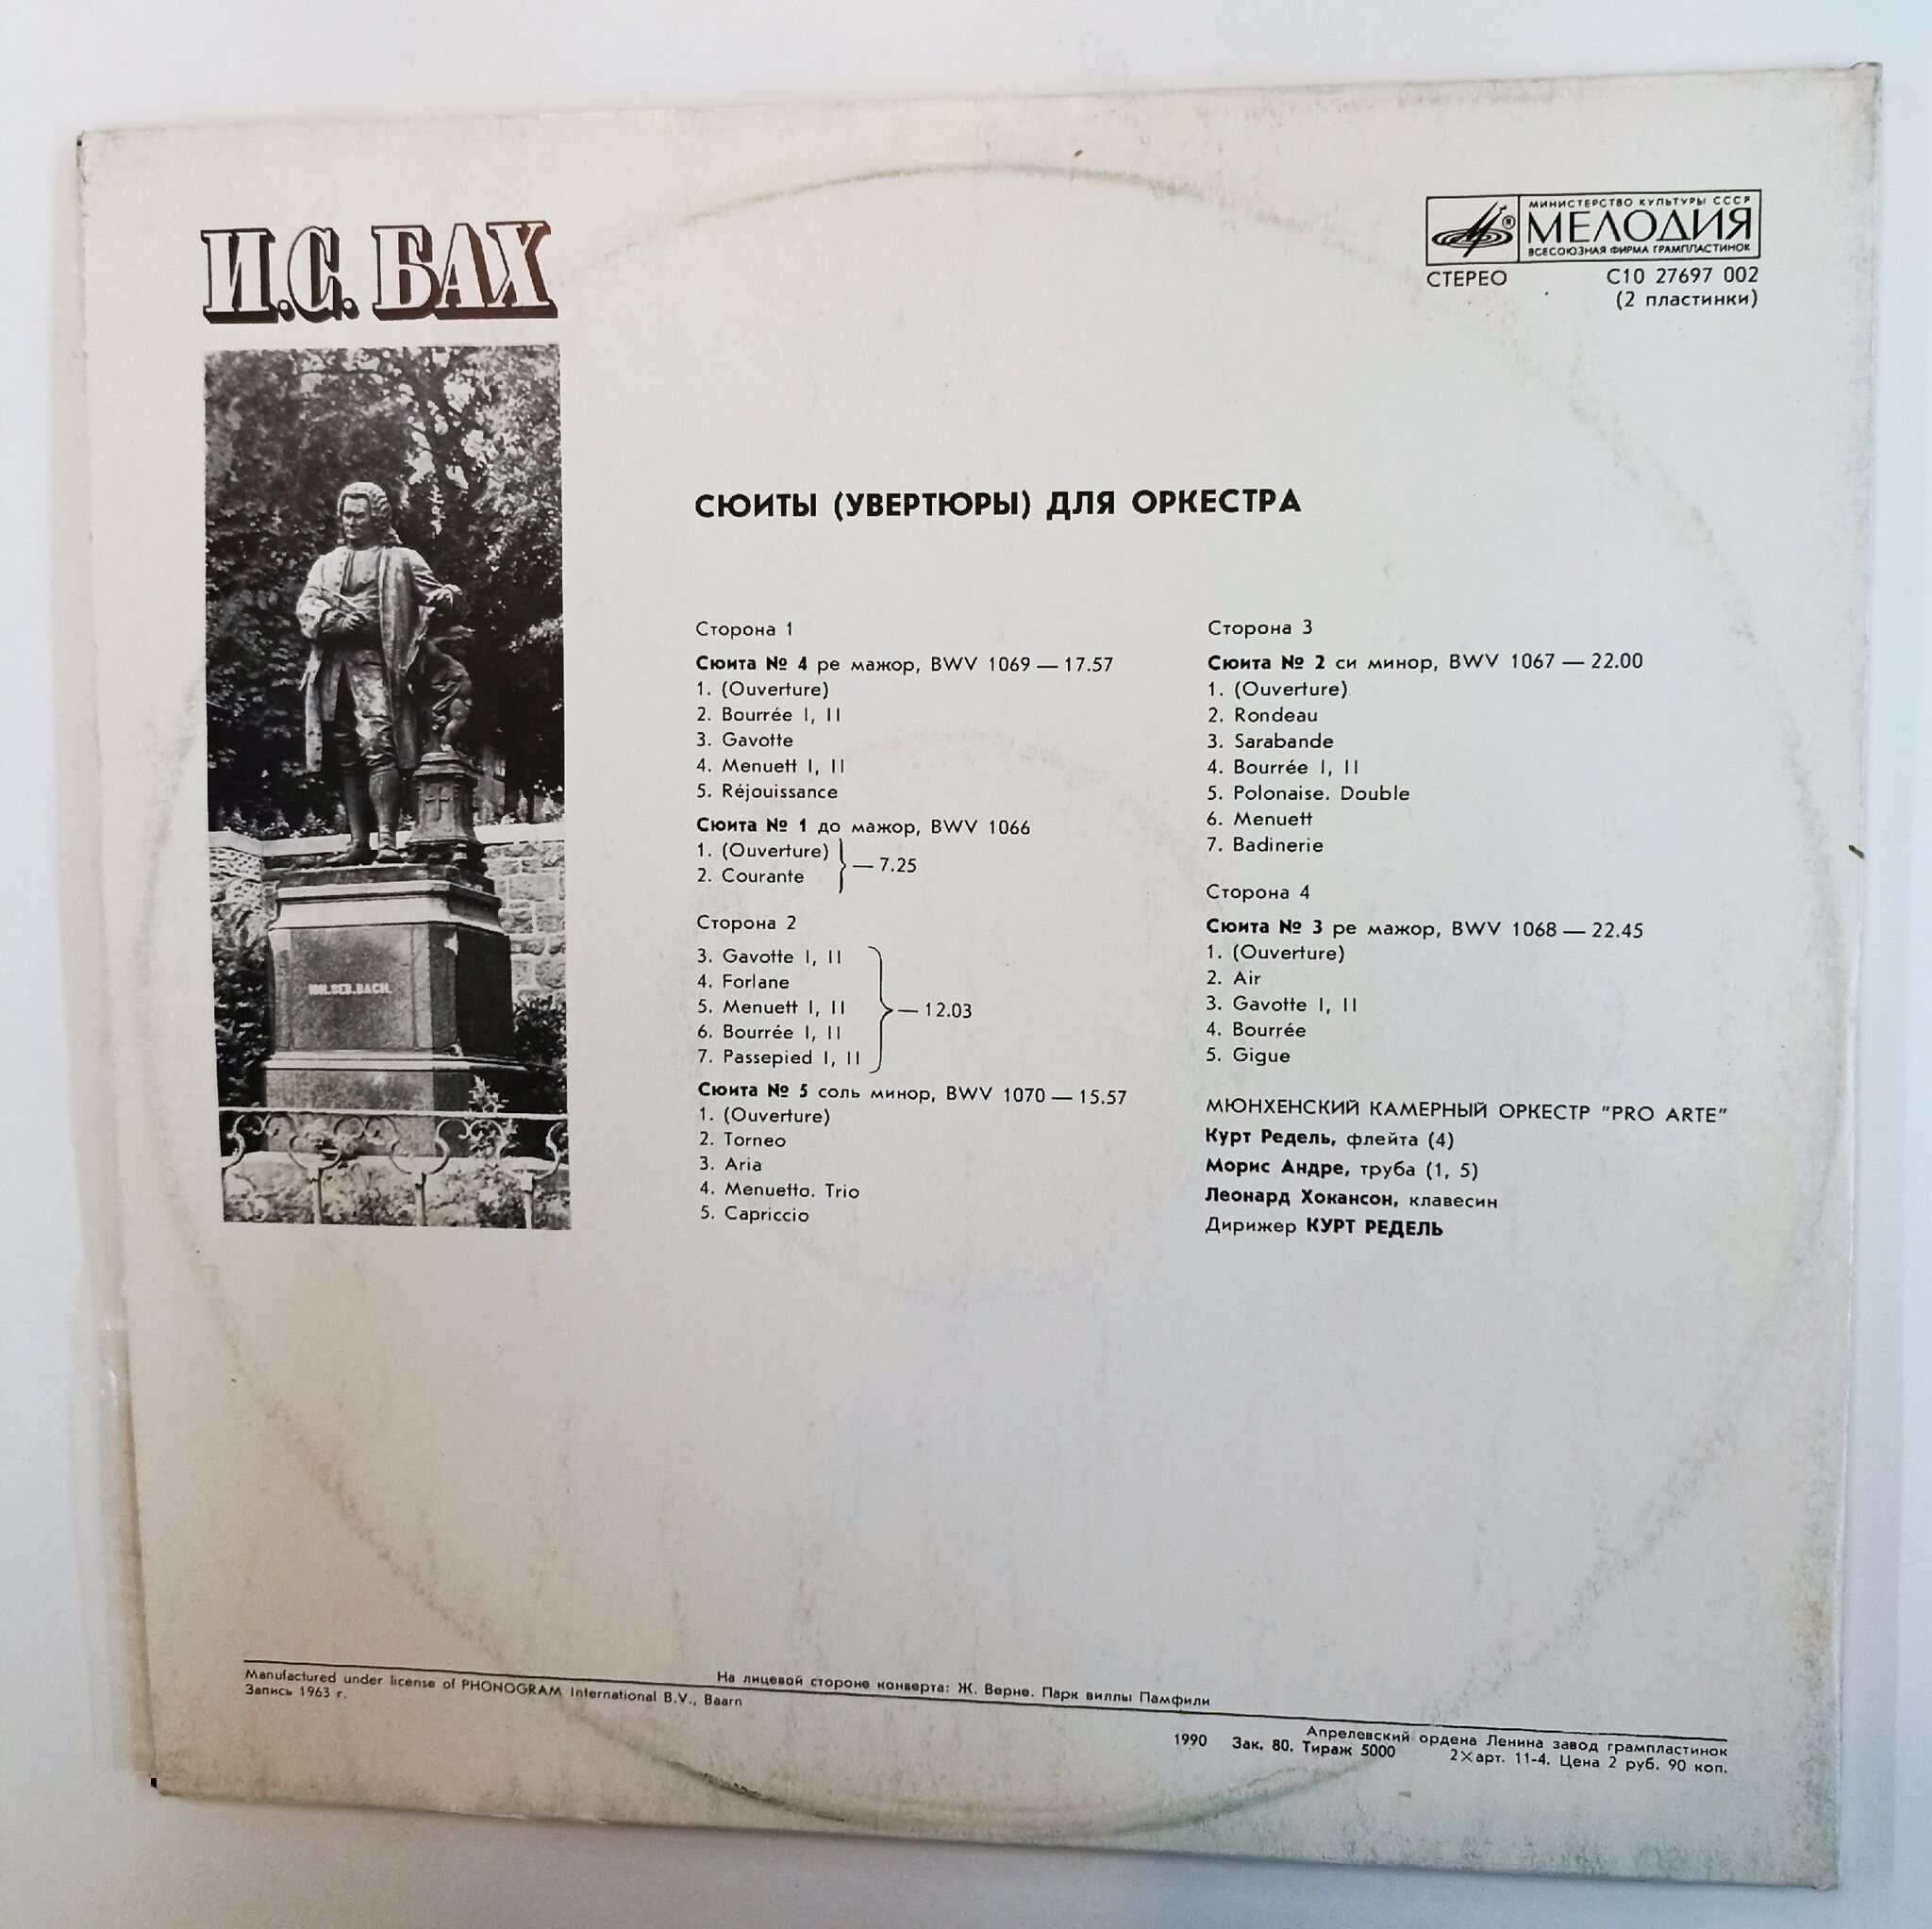 И.С. БАХ
МИНИСТЕРСТВО КУЛЬТУРЫ СССР
МЕЛОДИЯ
ВСЕСОЮЗНАЯ ФИРМА ГРАМПЛАСТИНОК
СТЕРЕО С10 27697 002
(2 пластинки)
JOH. SEB. BACH.
СЮИТЫ (УВЕРТЮРЫ) ДЛЯ ОРКЕСТРА
Сторона 1
Сюита № 4 ре мажор, BWV 1069 — 17.57
1. (Ouverture)
2. Bourrée I, II
3. Gavotte
4. Menuett I, II
5. Réjouissance
Сюита № 1 до мажор, BWV 1066
1. (Ouverture)
2. Courante
— 7.25
Сторона 2
3. Gavotte I, II
4. Forlane
5. Menuett I, II
6. Bourrée I, II
7. Passepied I, II
— 12.03
Сюита № 5 соль минор, BWV 1070 — 15.57
1. (Ouverture)
2. Torneo
3. Aria
4. Menuetto. Trio
5. Capriccio
Сторона 3
Сюита № 2 си минор, BWV 1067 — 22.00
1. (Ouverture)
2. Rondeau
3. Sarabande
4. Bourrée I, II
5. Polonaise. Double
6. Menuett
7. Badinerie
Сторона 4
Сюита № 3 ре мажор, BWV 1068 — 22.45
1. (Ouverture)
2. Air
3. Gavotte I, II
4. Bourrée
5. Gigue
МЮНХЕНСКИЙ КАМЕРНЫЙ ОРКЕСТР "PRO ARTE"
Курт Редель, флейта (4)
Морис Андре, труба (1, 5)
Леонард Хокансон, клавесин
Дирижер КУРТ РЕДЕЛЬ
Manufactured under license of PHONOGRAM International B.V., Baarn
Запись 1963 г.
На лицевой стороне конверта: Ж. Верне. Парк виллы Памфили
Апрелевский ордена Ленина завод грампластинок
1990 Зак. 80. Тираж 5000 2×арт. 11-4. Цена 2 руб. 90 коп.